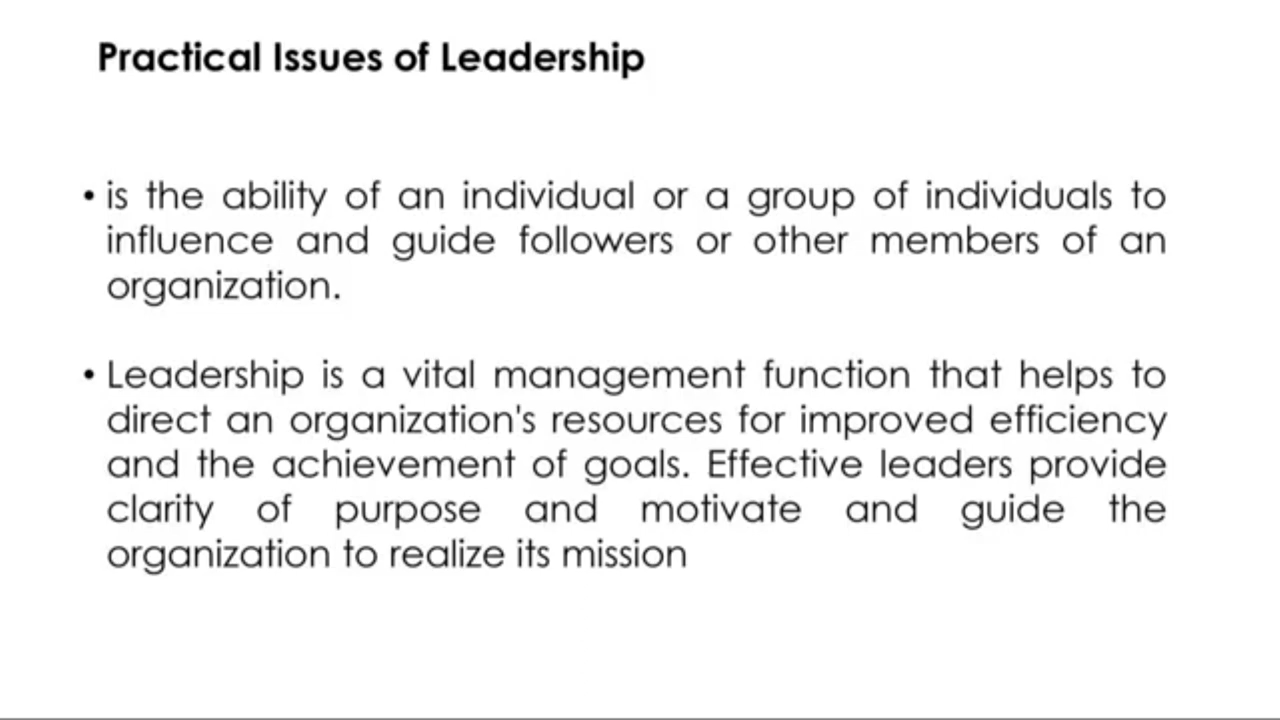 Practical Issues of Leadership
• is the ability of an individual or a group of individuals to
influence and guide followers or other members of an
organization.
• Leadership is a vital management function that helps to
direct an organization's resources for improved efficiency
and the achievement of goals. Effective leaders provide
clarity of purpose and motivate and guide the
organization to realize its mission